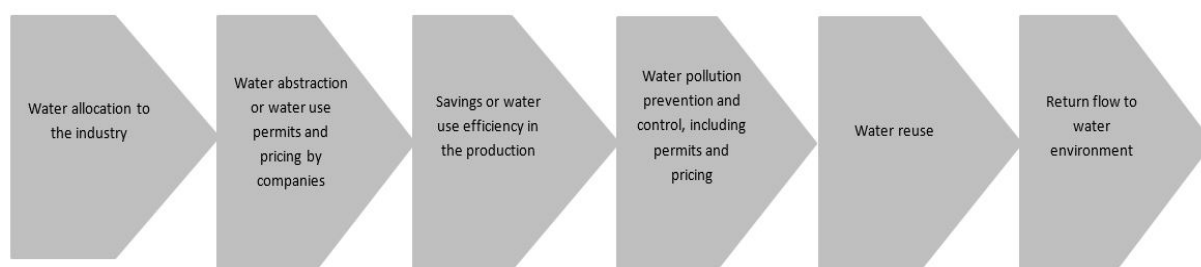 Water allocation to
the industry
Water abstraction
or water use
permits and
pricing by
companies
Savings or water
use efficiency in
the production
Water pollution
prevention and
control, including
permits and
pricing
Water reuse
Return flow to
water
environment